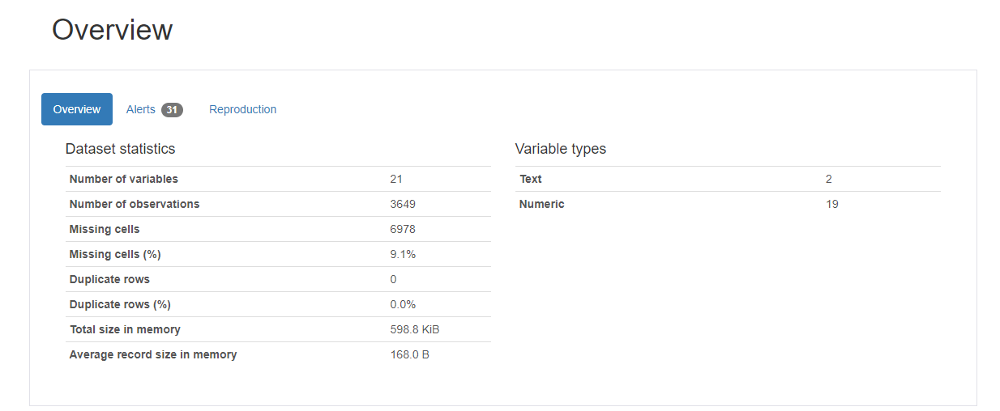 Overview
Overview Alerts 31 Reproduction
Dataset statistics
Number of variables 21
Number of observations 3649
Missing cells 6978
Missing cells (%) 9.1%
Duplicate rows 0
Duplicate rows (%) 0.0%
Total size in memory 598.8 KiB
Average record size in memory 168.0 B
Variable types
Text 2
Numeric 19